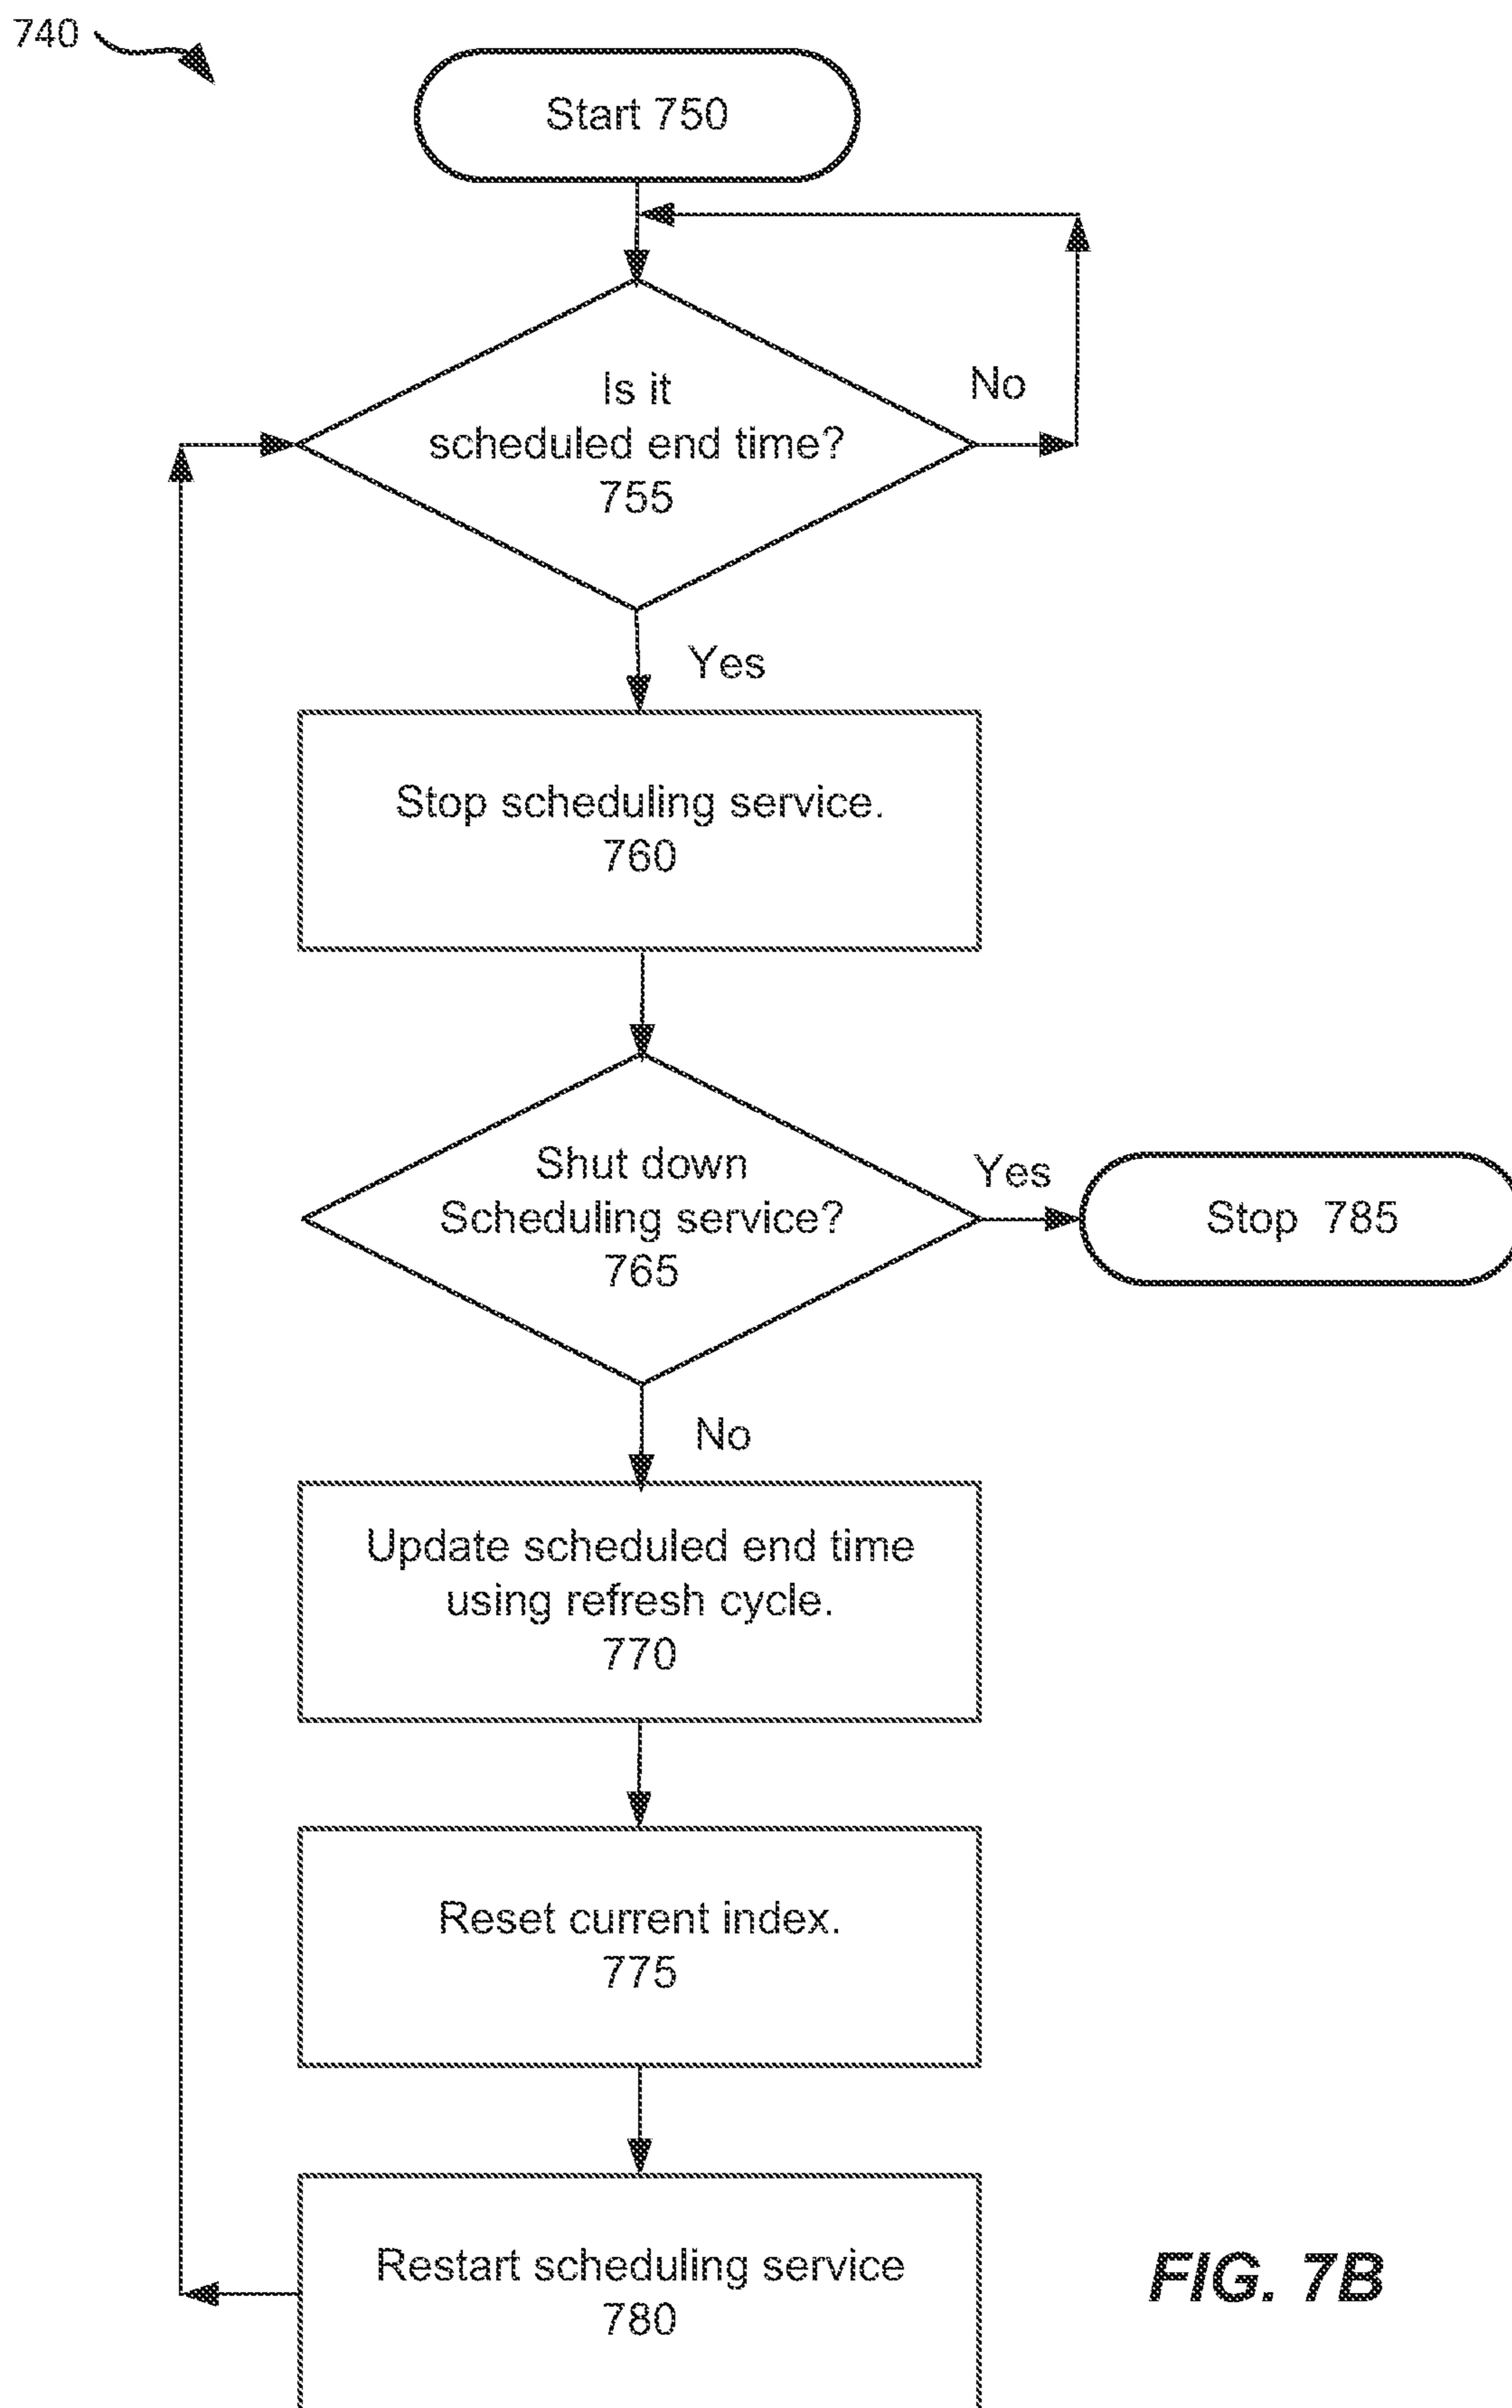 740
Start 750
No
Is it
scheduled end time?
755
Yes
Stop scheduling service.
760
Shut down
Scheduling service?
765
Yes
Stop 785
No
Update scheduled end time
using refresh cycle.
770
Reset current index.
775
Restart scheduling service
780
FIG. 7B